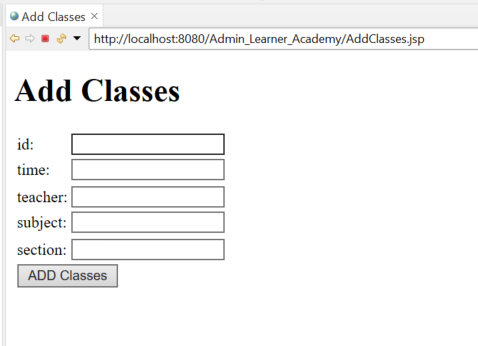 Add Classes
http://localhost:8080/Admin_Learner_Academy/AddClasses.jsp
Add Classes
id:
time:
teacher:
subject:
section:
ADD Classes